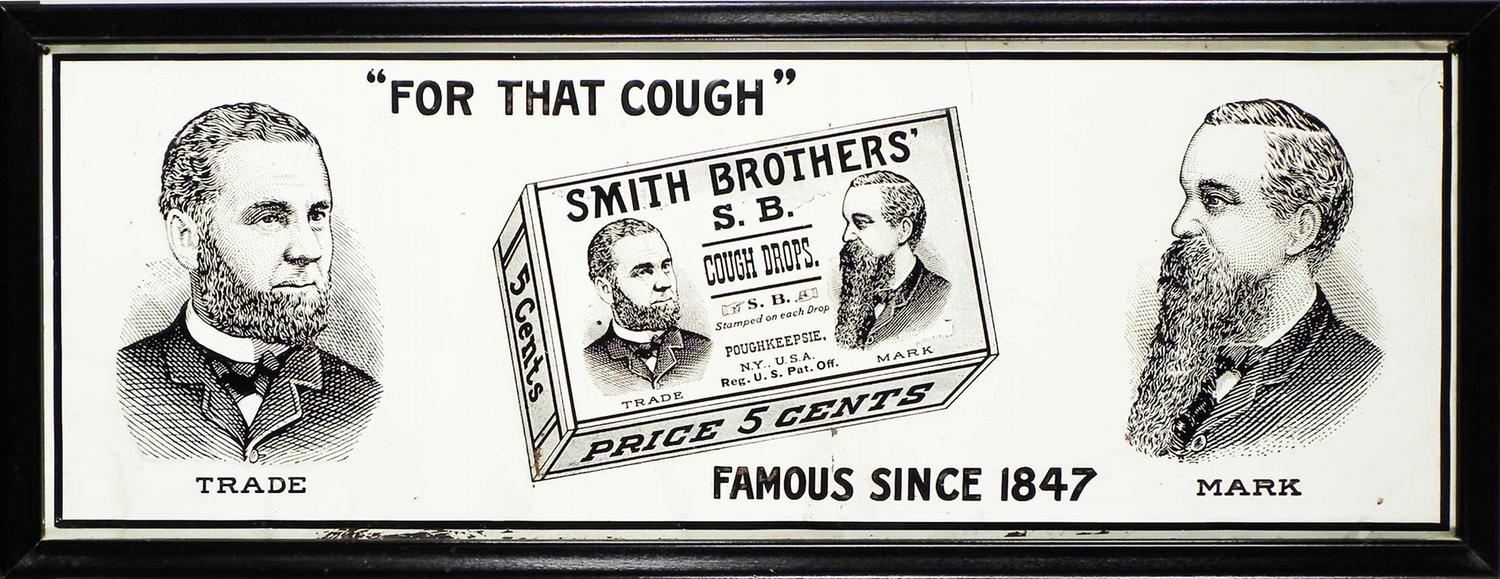 “FOR THAT COUGH”
SMITH BROTHERS’
S. B.
COUGH DROPS.
S. B.
Stamped on each Drop
POUGHKEEPSIE,
N.Y., U.S.A.
Reg. U. S. Pat. Off.
TRADE
MARK
5 Cents
PRICE 5 CENTS
FAMOUS SINCE 1847
TRADE
MARK